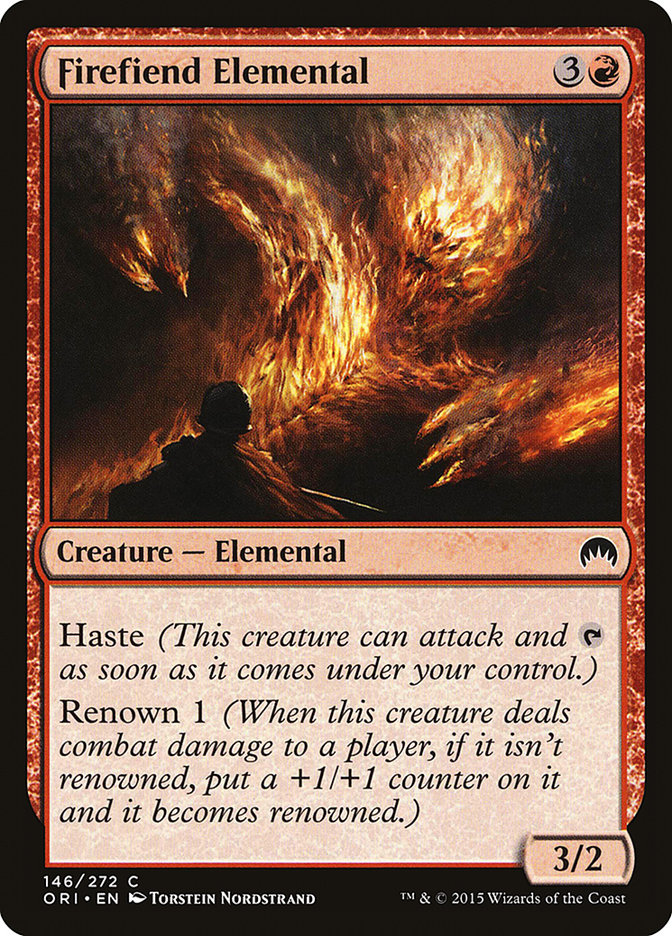 Firefiend Elemental 3
Creature — Elemental
Haste (This creature can attack and
as soon as it comes under your control.)
Renown 1 (When this creature deals
combat damage to a player, if it isn't
renowned, put a +1/+1 counter on it
and it becomes renowned.)
3/2
146/272 C
ORI • EN Torstein Nordstrand ™ & © 2015 Wizards of the Coast